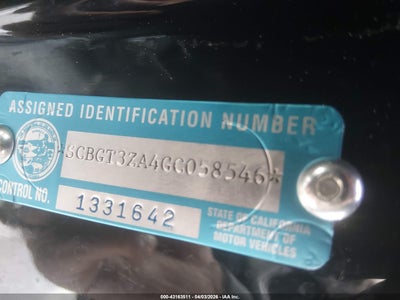 ASSIGNED IDENTIFICATION NUMBER
*SCBGT3ZA4GC058546*
CONTROL NO.
1331642
STATE OF CALIFORNIA
DEPARTMENT OF
MOTOR VEHICLES
000-43163511 - 04/03/2026 - IAA Inc.